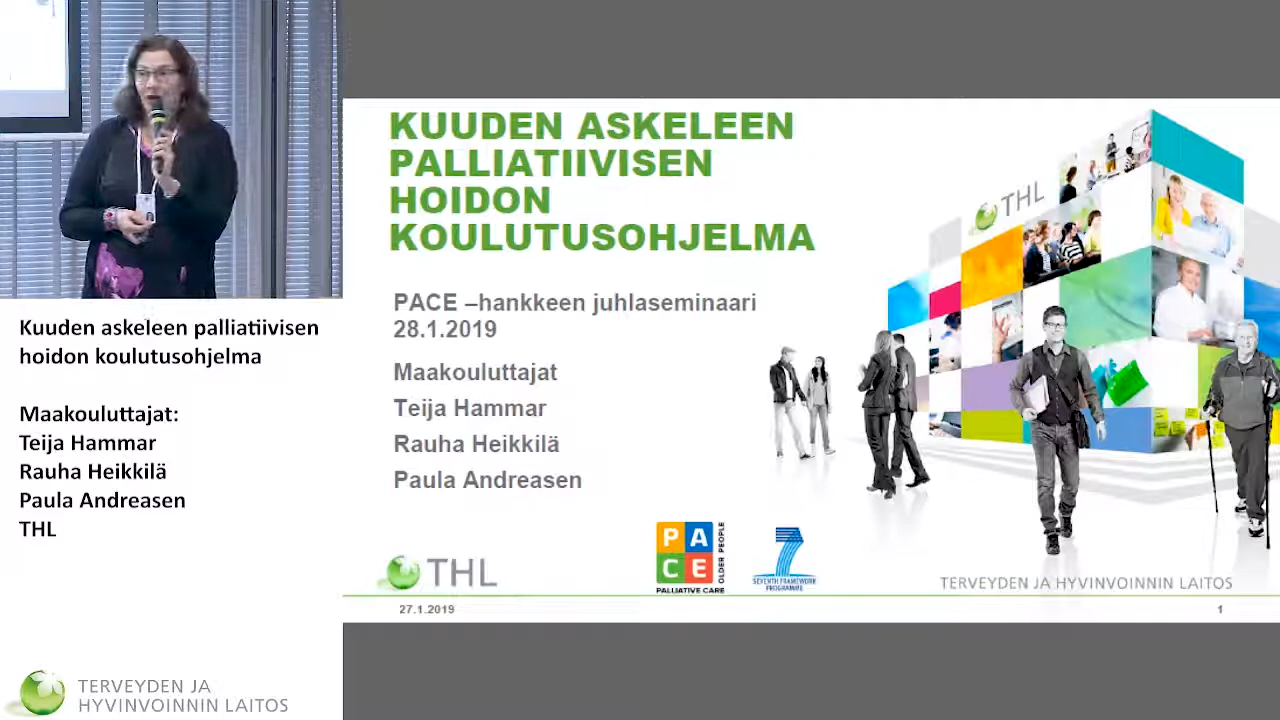 Kuuden askeleen palliatiivisen
hoidon koulutusohjelma
Maakouluttajat:
Teija Hammar
Rauha Heikkilä
Paula Andreasen
THL
TERVEYDEN JA
HYVINVOINNIN LAITOS
KUUDEN ASKELEEN
PALLIATIIVISEN
HOIDON
KOULUTUSOHJELMA
PACE –hankkeen juhlaseminaari
28.1.2019
Maakouluttajat
Teija Hammar
Rauha Heikkilä
Paula Andreasen
THL
THL
PACE
OLDER PEOPLE
PALLIATIVE CARE
7
SEVENTH FRAMEWORK
PROGRAMME
TERVEYDEN JA HYVINVOINNIN LAITOS
27.1.2019
1